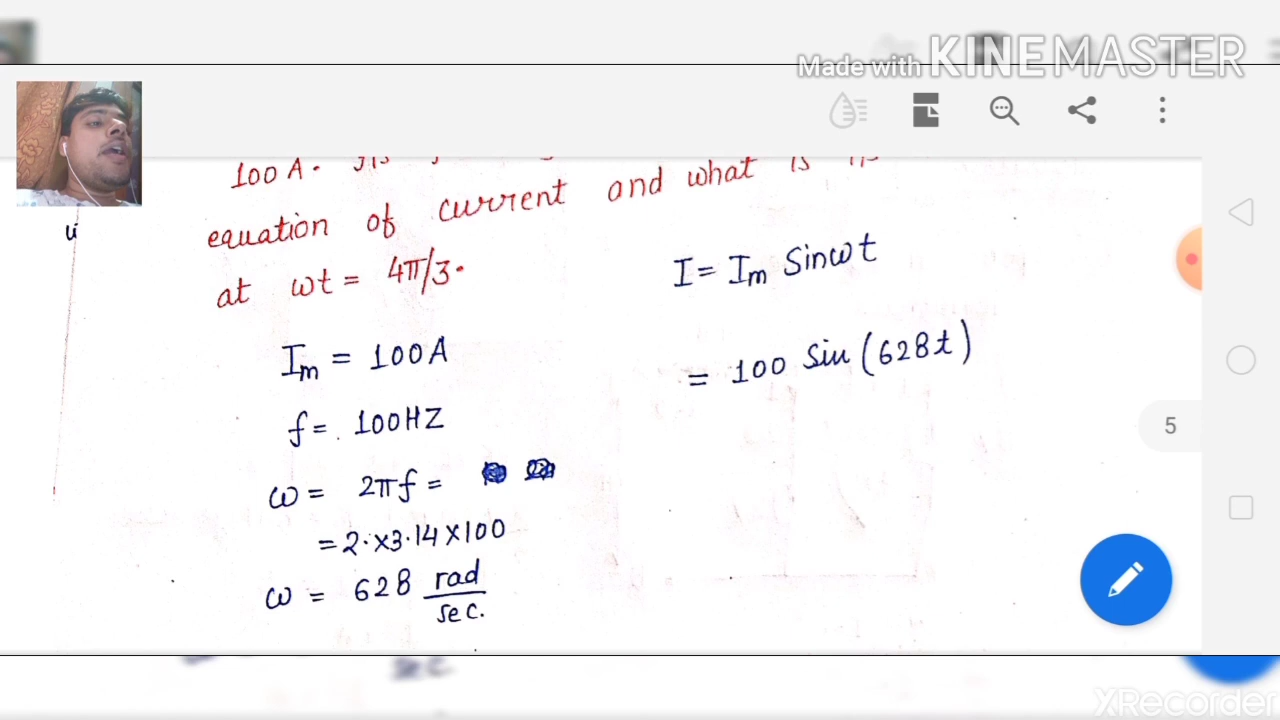 Made with KINEMASTER
100 A.
equation of current and what is
at ωt = 4π/3.
I = Im Sinωt
= 100 Sin (628t)
Im = 100A
f = 100HZ
ω = 2πf =
= 2.×3.14×100
ω = 628 rad/sec.
5
sec.
XRecorder